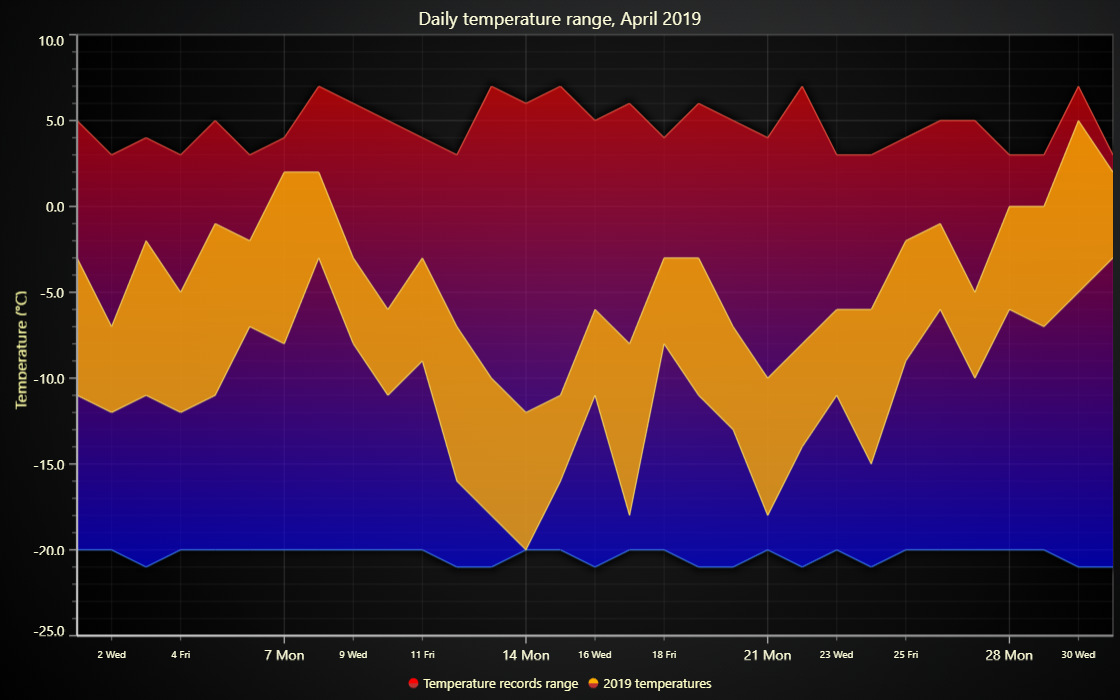 Daily temperature range, April 2019
10.0
5.0
0.0
-5.0
-10.0
-15.0
-20.0
-25.0
Temperature (°C)
2 Wed 4 Fri 7 Mon 9 Wed 11 Fri 14 Mon 16 Wed 18 Fri 21 Mon 23 Wed 25 Fri 28 Mon 30 Wed
Temperature records range 2019 temperatures